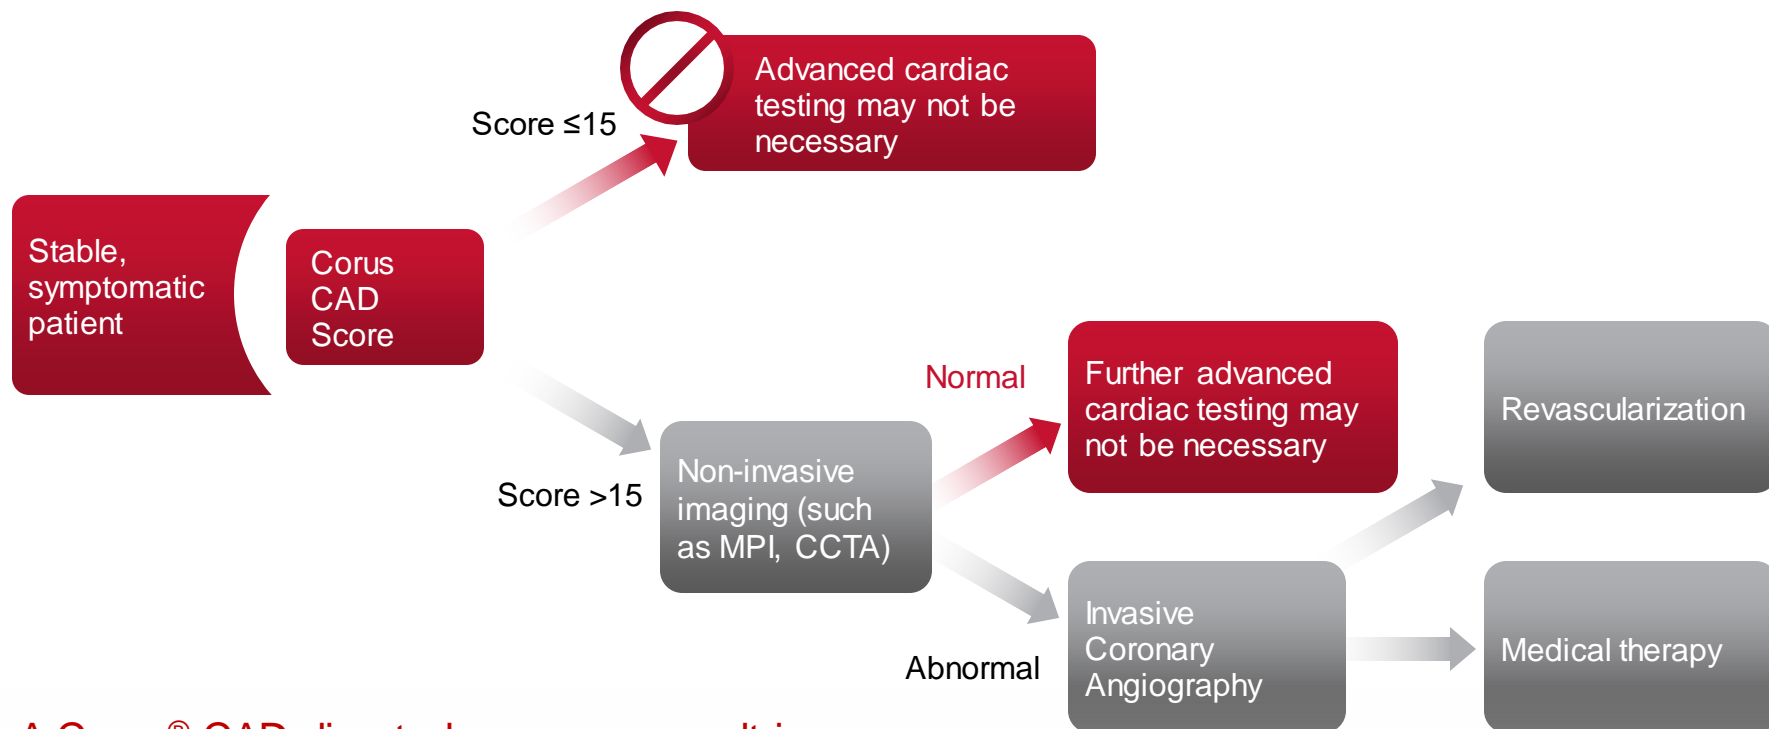 Advanced cardiac
testing may not be
necessary
Score ≤15
Stable,
symptomatic
patient
Corus
CAD
Score
Normal
Further advanced
cardiac testing may
not be necessary
Revascularization
Score >15
Non-invasive
imaging (such
as MPI, CCTA)
Abnormal
Invasive
Coronary
Angiography
Medical therapy